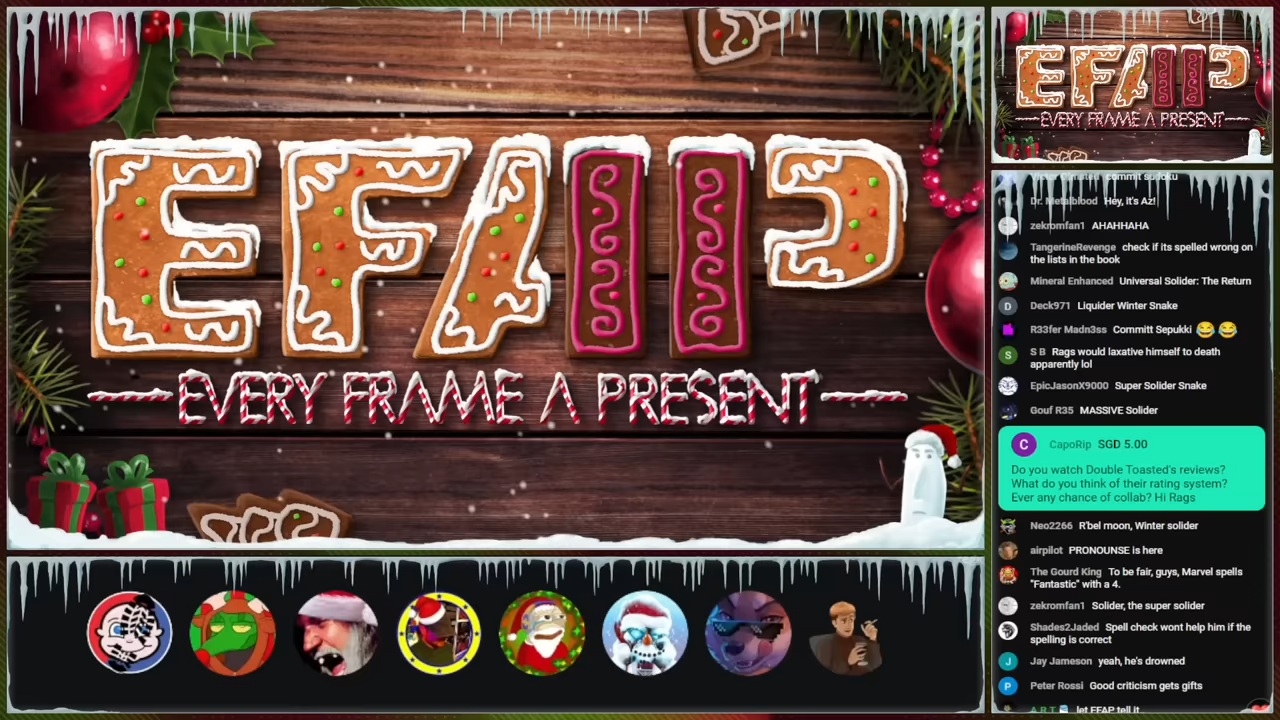 EFAP
EVERY FRAME A PRESENT
EFAP
EVERY FRAME A PRESENT
commit sudoku
Dr. Metalblood Hey, it's Az!
zekromfan1 AHAHHAHA
TangerineRevenge check if its spelled wrong on
the lists in the book
Mineral Enhanced Universal Solider: The Return
D Deck971 Liquider Winter Snake
R33fer Madn3ss Committ Sepukki 😂 😂
S S B Rags would laxative himself to death
apparently lol
EpicJasonX9000 Super Solider Snake
Gouf R35 MASSIVE Solider
C CapoRip SGD 5.00
Do you watch Double Toasted's reviews?
What do you think of their rating system?
Ever any chance of collab? Hi Rags
Neo2266 R'bel moon, Winter solider
airpilot PRONOUNSE is here
The Gourd King To be fair, guys, Marvel spells
"Fantastic" with a 4.
zekromfan1 Solider, the super solider
Shades2Jaded Spell check wont help him if the
spelling is correct
J Jay Jameson yeah, he's drowned
P Peter Rossi Good criticism gets gifts
A.R.T let EFAP tell it